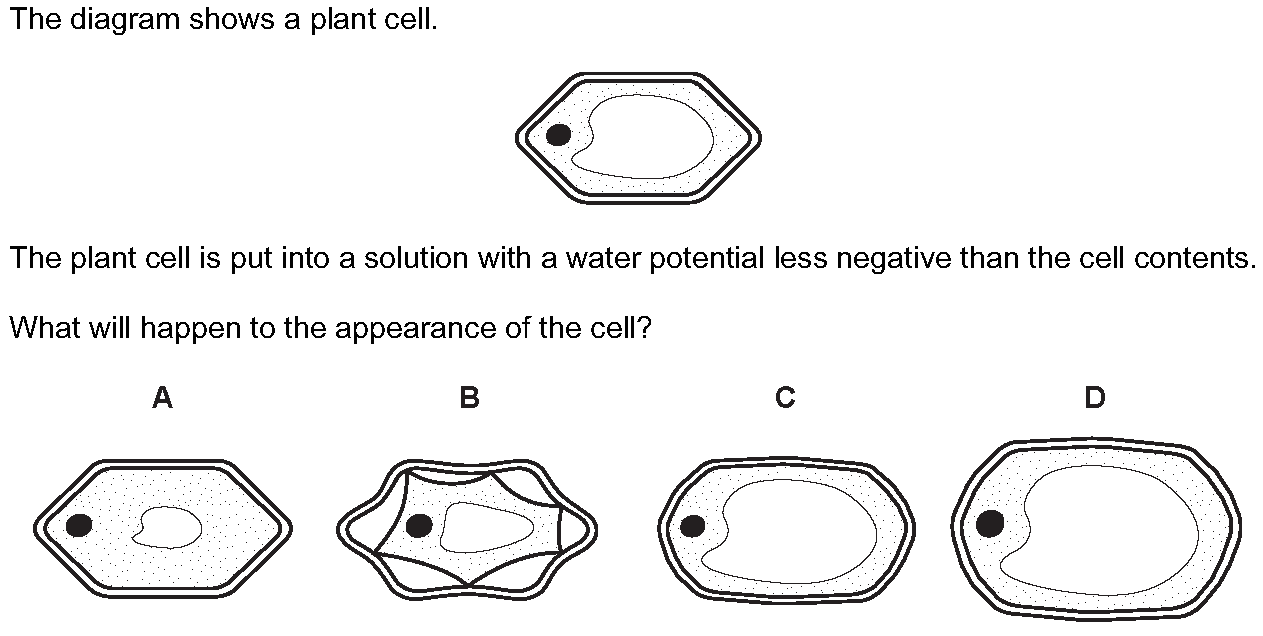 The diagram shows a plant cell.
The plant cell is put into a solution with a water potential less negative than the cell contents.
What will happen to the appearance of the cell?
A B C D